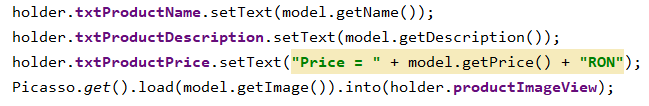 holder.txtProductName.setText(model.getName());
holder.txtProductDescription.setText(model.getDescription());
holder.txtProductPrice.setText("Price = " + model.getPrice() + "RON");
Picasso.get().load(model.getImage()).into(holder.productImageView);